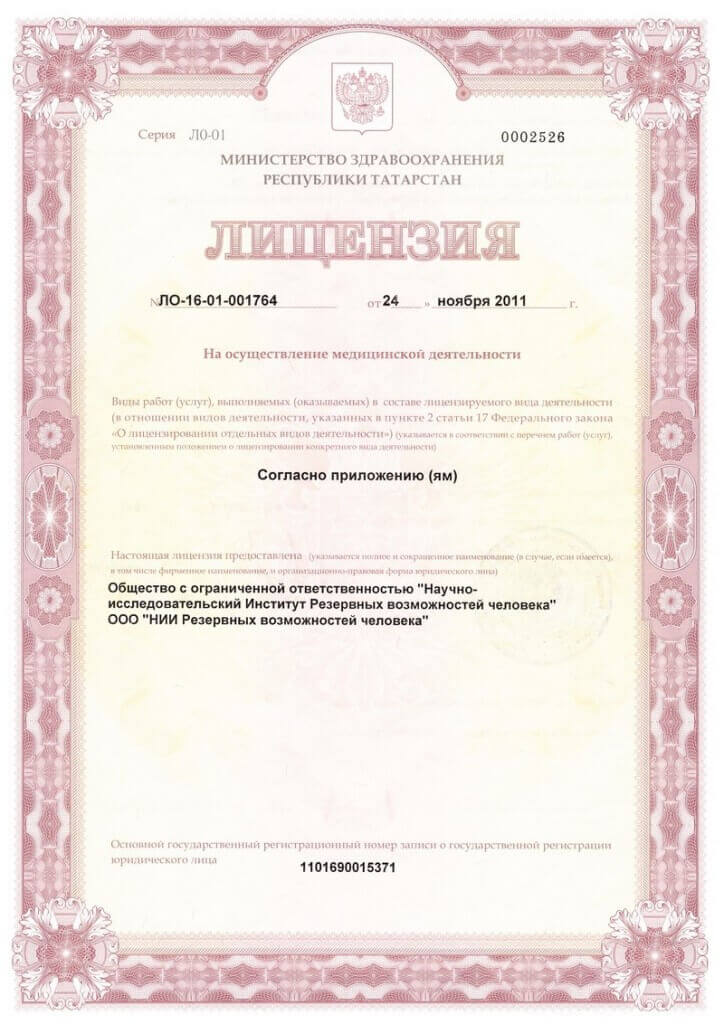 Серия ЛО-01
0002526
МИНИСТЕРСТВО ЗДРАВООХРАНЕНИЯ
РЕСПУБЛИКИ ТАТАРСТАН
ЛИЦЕНЗИЯ
№ ЛО-16-01-001764 от 24 » ноября 2011 г.
На осуществление медицинской деятельности
Виды работ (услуг), выполняемых (оказываемых) в составе лицензируемого вида деятельности
(в отношении видов деятельности, указанных в пункте 2 статьи 17 Федерального закона
«О лицензировании отдельных видов деятельности») (указывается в соответствии с перечнем работ (услуг),
установленным положением о лицензировании конкретного вида деятельности)
Согласно приложению (ям)
Настоящая лицензия предоставлена (указывается полное и сокращенное наименование (в случае, если имеется),
в том числе фирменное наименование, и организационно-правовая форма юридического лица)
Общество с ограниченной ответственностью "Научно-
исследовательский Институт Резервных возможностей человека"
ООО "НИИ Резервных возможностей человека"
Основной государственный регистрационный номер записи о государственной регистрации
юридического лица
1101690015371